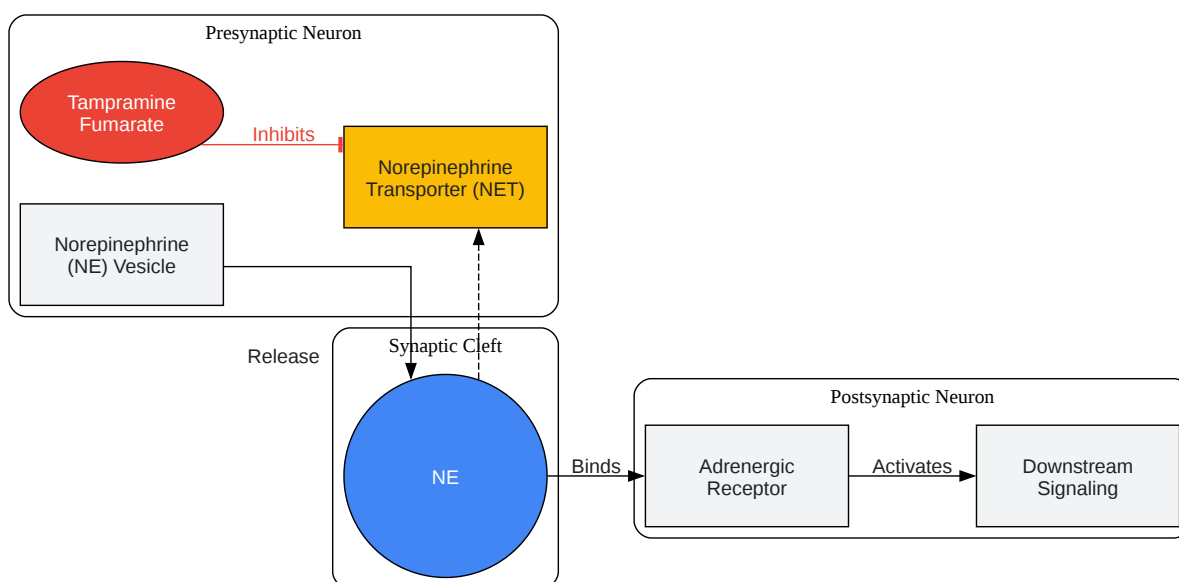 Presynaptic Neuron
Tampramine
Fumarate
Inhibits
Norepinephrine
Transporter (NET)
Norepinephrine
(NE) Vesicle
Release
Synaptic Cleft
NE
Binds
Postsynaptic Neuron
Adrenergic
Receptor
Activates
Downstream
Signaling